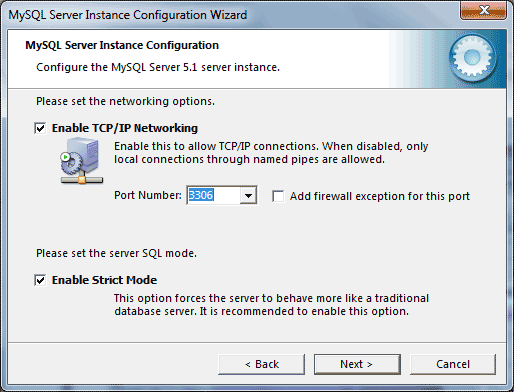 MySQL Server Instance Configuration Wizard
MySQL Server Instance Configuration
Configure the MySQL Server 5.1 server instance.
Please set the networking options.
Enable TCP/IP Networking
Enable this to allow TCP/IP connections. When disabled, only
local connections through named pipes are allowed.
Port Number: 3306 Add firewall exception for this port
Please set the server SQL mode.
Enable Strict Mode
This option forces the server to behave more like a traditional
database server. It is recommended to enable this option.
< Back Next > Cancel